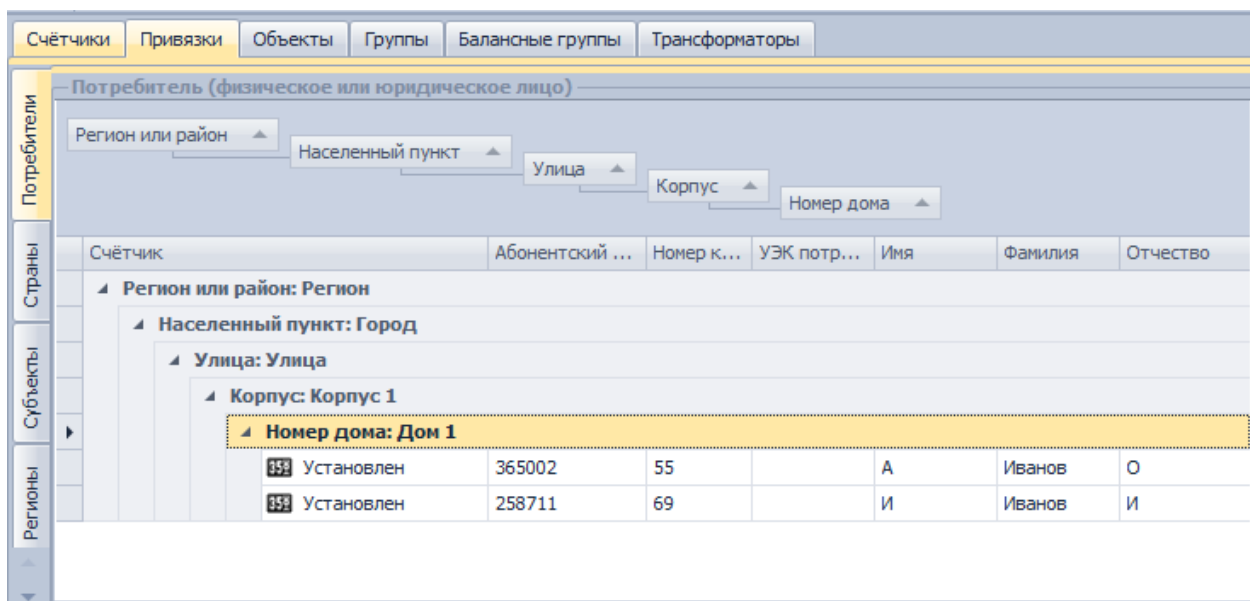 Счётчики Привязки Объекты Группы Балансные группы Трансформаторы
Потребитель (физическое или юридическое лицо)
Регион или район
Населенный пункт
Улица
Корпус
Номер дома
Потребители
Страны
Субъекты
Регионы
Счётчик Абонентский ... Номер к... УЭК потр... Имя Фамилия Отчество
Регион или район: Регион
Населенный пункт: Город
Улица: Улица
Корпус: Корпус 1
Номер дома: Дом 1
Установлен 365002 55 А Иванов О
Установлен 258711 69 И Иванов И